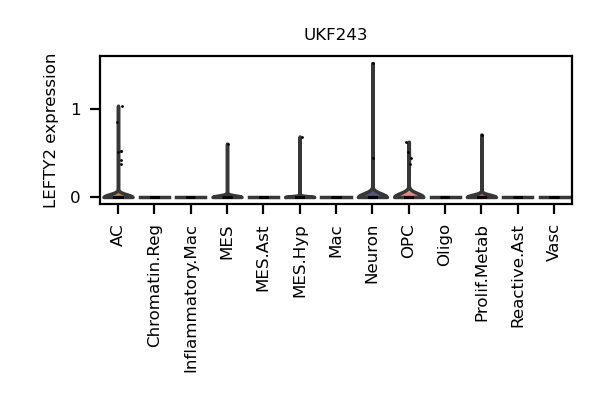 UKF243
LEFTY2 expression
1
0
AC
Chromatin.Reg
Inflammatory.Mac
MES
MES.Ast
MES.Hyp
Mac
Neuron
OPC
Oligo
Prolif.Metab
Reactive.Ast
Vasc